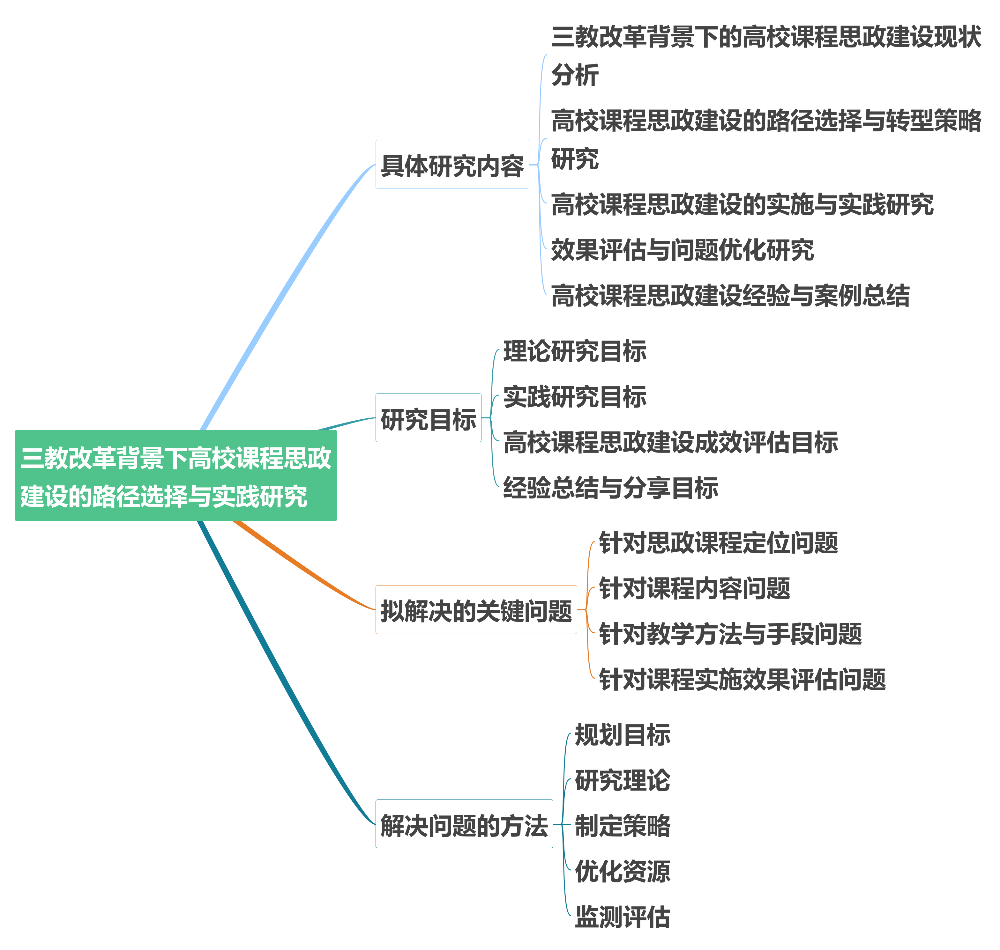 三教改革背景下高校课程思政
建设的路径选择与实践研究
具体研究内容
三教改革背景下的高校课程思政建设现状
分析
高校课程思政建设的路径选择与转型策略
研究
高校课程思政建设的实施与实践研究
效果评估与问题优化研究
高校课程思政建设经验与案例总结
研究目标
理论研究目标
实践研究目标
高校课程思政建设成效评估目标
经验总结与分享目标
拟解决的关键问题
针对思政课程定位问题
针对课程内容问题
针对教学方法与手段问题
针对课程实施效果评估问题
解决问题的方法
规划目标
研究理论
制定策略
优化资源
监测评估